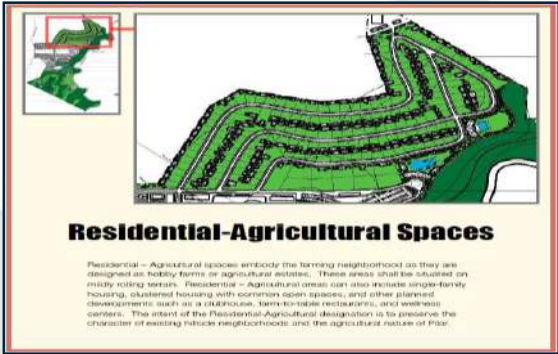 Residential-Agricultural Spaces
Residential – Agricultural spaces embody the farming neighborhood as they are
designed as hobby farms or agricultural estates. These areas shall be situated on
mildly rolling terrain. Residential – Agricultural areas can also include single-family
housing, clustered housing with common open spaces, and other planned
developments such as a clubhouse, farm-to-table restaurants, and wellness
centers. The intent of the Residential-Agricultural designation is to preserve the
character of existing hillside neighborhoods and the agricultural nature of Pilar.